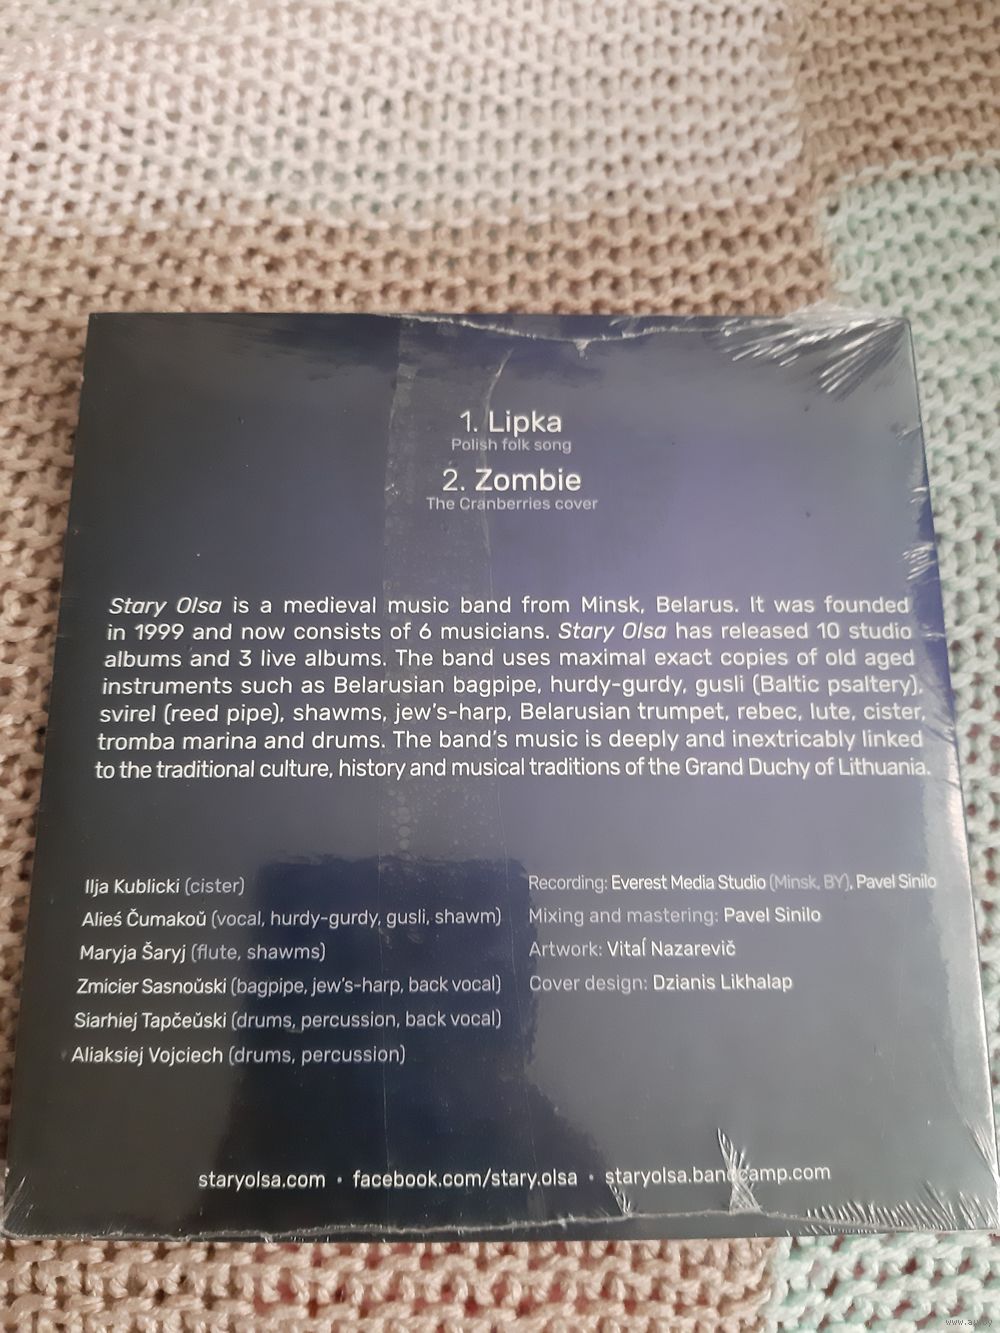 1. Lipka
Polish folk song
2. Zombie
The Cranberries cover
Stary Olsa is a medieval music band from Minsk, Belarus. It was founded
in 1999 and now consists of 6 musicians. Stary Olsa has released 10 studio
albums and 3 live albums. The band uses maximal exact copies of old aged
instruments such as Belarusian bagpipe, hurdy-gurdy, gusli (Baltic psaltery),
svirel (reed pipe), shawms, jew's-harp, Belarusian trumpet, rebec, lute, cister,
tromba marina and drums. The band's music is deeply and inextricably linked
to the traditional culture, history and musical traditions of the Grand Duchy of Lithuania.
Ilja Kublicki (cister)
Alieś Čumakoŭ (vocal, hurdy-gurdy, gusli, shawm)
Maryja Šaryj (flute, shawms)
Zmicier Sasnoŭski (bagpipe, jew's-harp, back vocal)
Siarhiej Tapčeŭski (drums, percussion, back vocal)
Aliaksiej Vojciech (drums, percussion)
Recording: Everest Media Studio (Minsk, BY), Pavel Sinilo
Mixing and mastering: Pavel Sinilo
Artwork: Vitaĺ Nazarevič
Cover design: Dzianis Likhalap
staryolsa.com • facebook.com/stary.olsa • staryolsa.bandcamp.com
www.ay.by